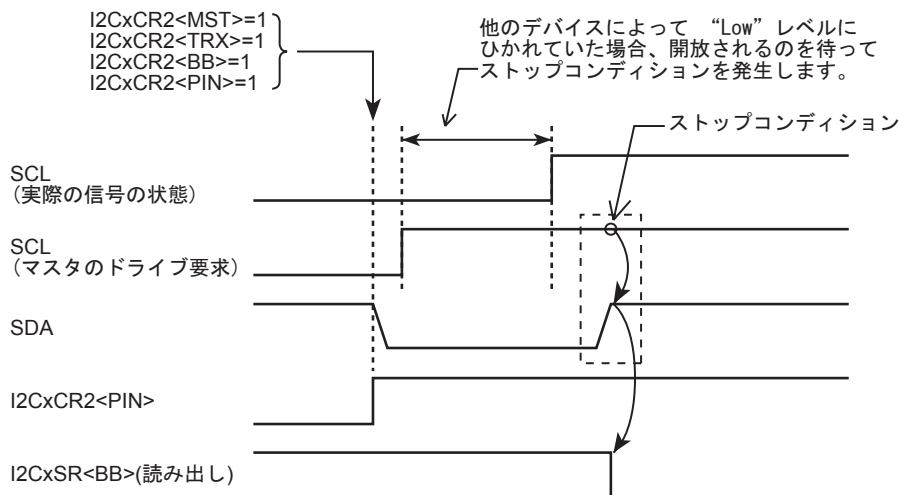 I2CxCR2<MST>=1
I2CxCR2<TRX>=1
I2CxCR2<BB>=1
I2CxCR2<PIN>=1
他のデバイスによって “Low”レベルに
ひかれていた場合、開放されるのを待って
ストップコンディションを発生します。
ストップコンディション
SCL
(実際の信号の状態)
SCL
(マスタのドライブ要求)
SDA
I2CxCR2<PIN>
I2CxSR<BB>(読み出し)